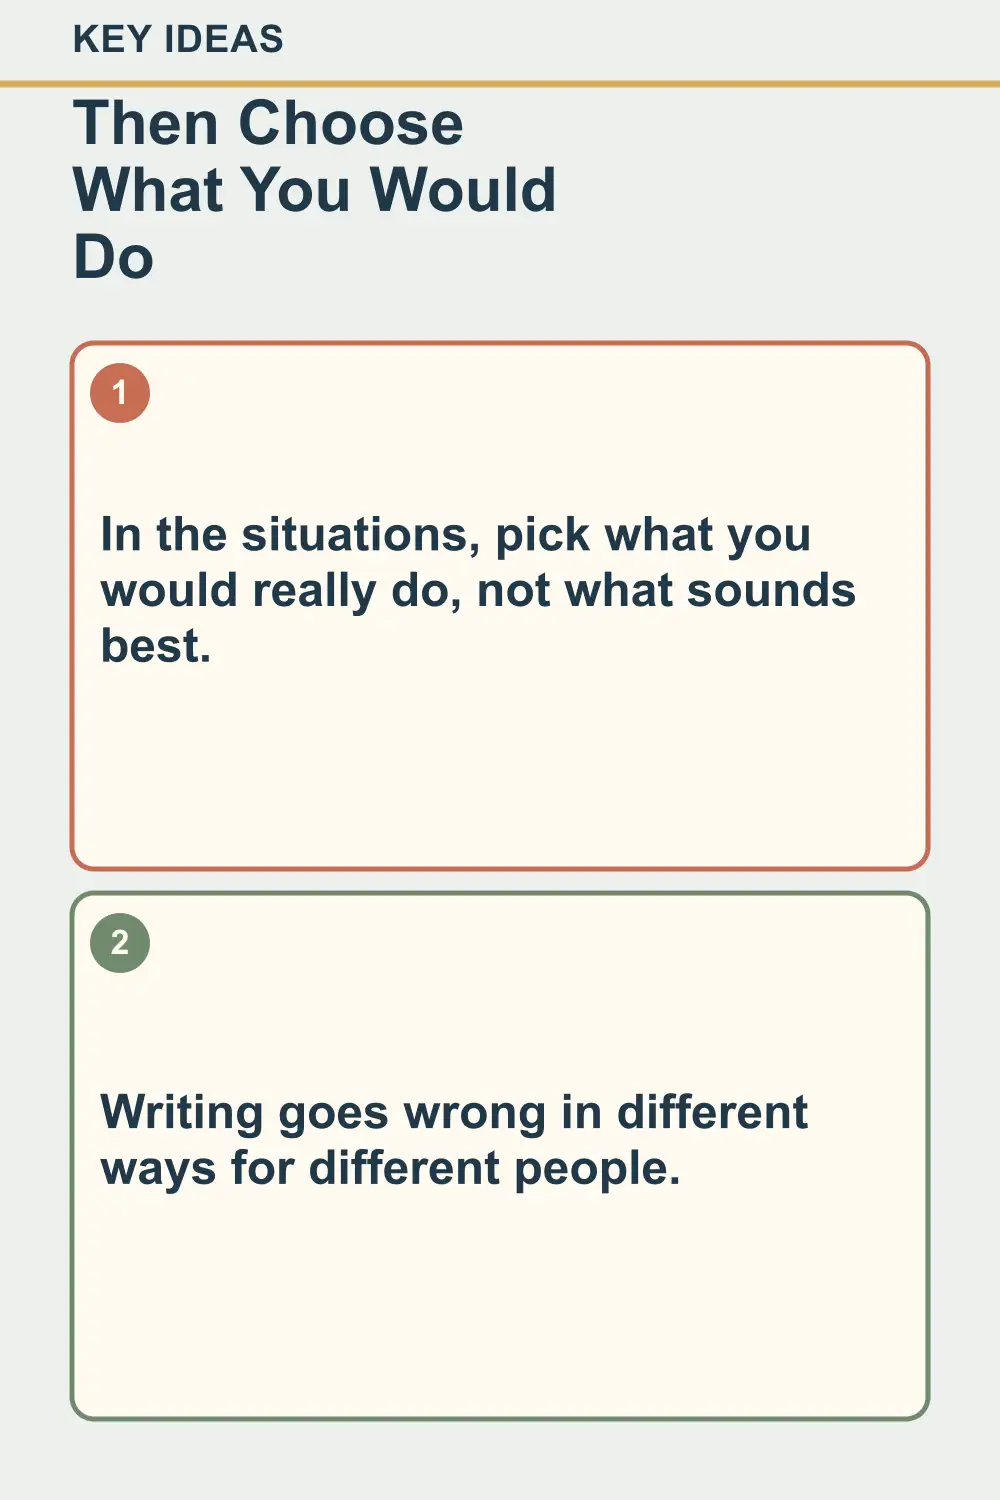 KEY IDEAS
Then Choose
What You Would
Do
1
In the situations, pick what you
would really do, not what sounds
best.
2
Writing goes wrong in different
ways for different people.